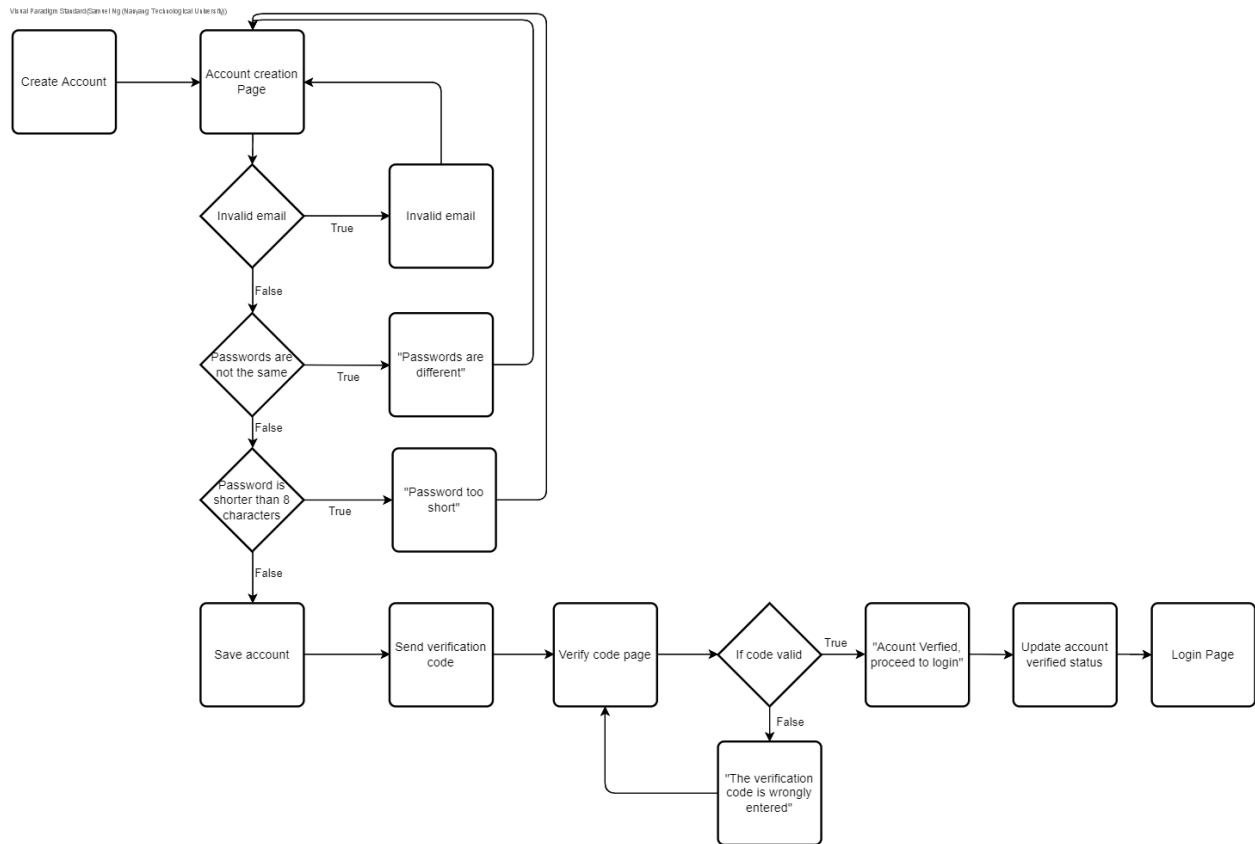 Visual Paradigm Standard(Samuel Ng (Nanyang Technological University))
Create Account
Account creation
Page
Invalid email
True
Invalid email
False
Passwords are
not the same
True
"Passwords are
different"
False
Password is
shorter than 8
characters
True
"Password too
short"
False
Save account
Send verification
code
Verify code page
If code valid
True
"Acount Verfied,
proceed to login"
Update account
verified status
Login Page
False
"The verification
code is wrongly
entered"